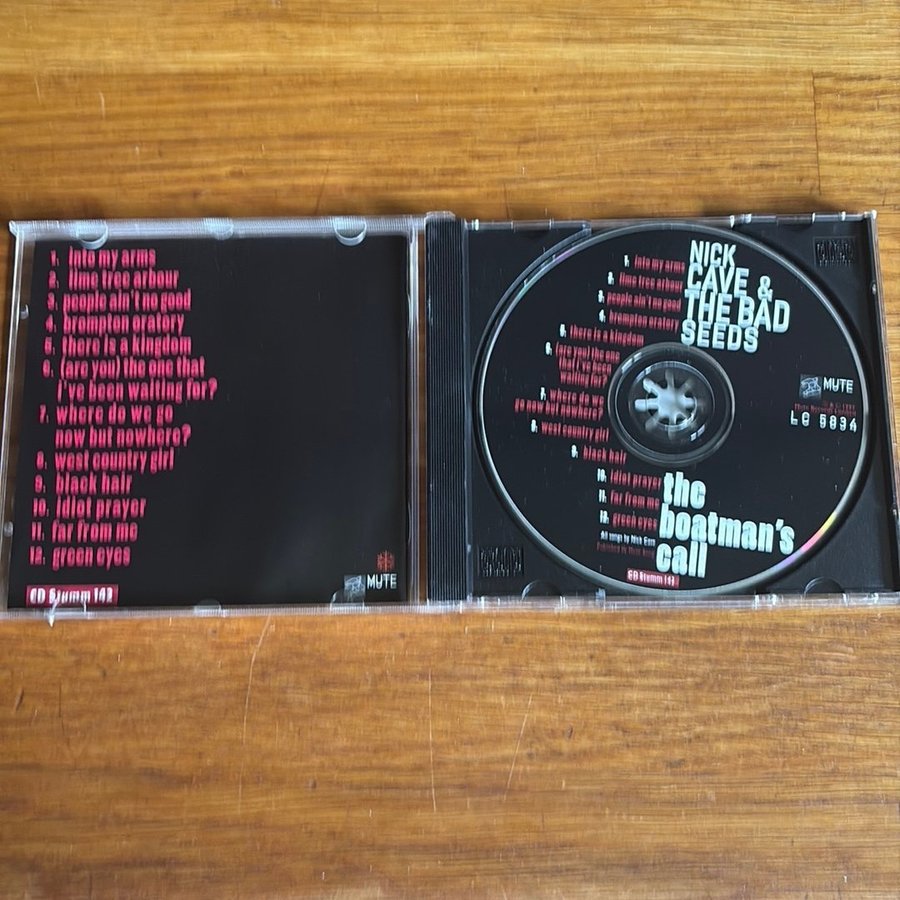 1. into my arms
2. lime tree arbour
3. people ain't no good
4. brompton oratory
5. there is a kingdom
6. (are you) the one that
i've been waiting for?
7. where do we go
now but nowhere?
8. west country girl
9. black hair
10. idiot prayer
11. far from me
12. green eyes
CD Stumm 142
MUTE
NICK
CAVE &
THE BAD
SEEDS
1. into my arms
2. lime tree arbour
3. people ain't no good
4. brompton oratory
5. there is a kingdom
6. (are you) the one
that i've been
waiting for?
7. where do we
go now but nowhere?
8. west country girl
9. black hair
10. idiot prayer
11. far from me
12. green eyes
All songs by Nick Cave
Published by Mute Song
CD Stumm 142
the
boatman's
call
MUTE
Mute Records Limited
LC 5834